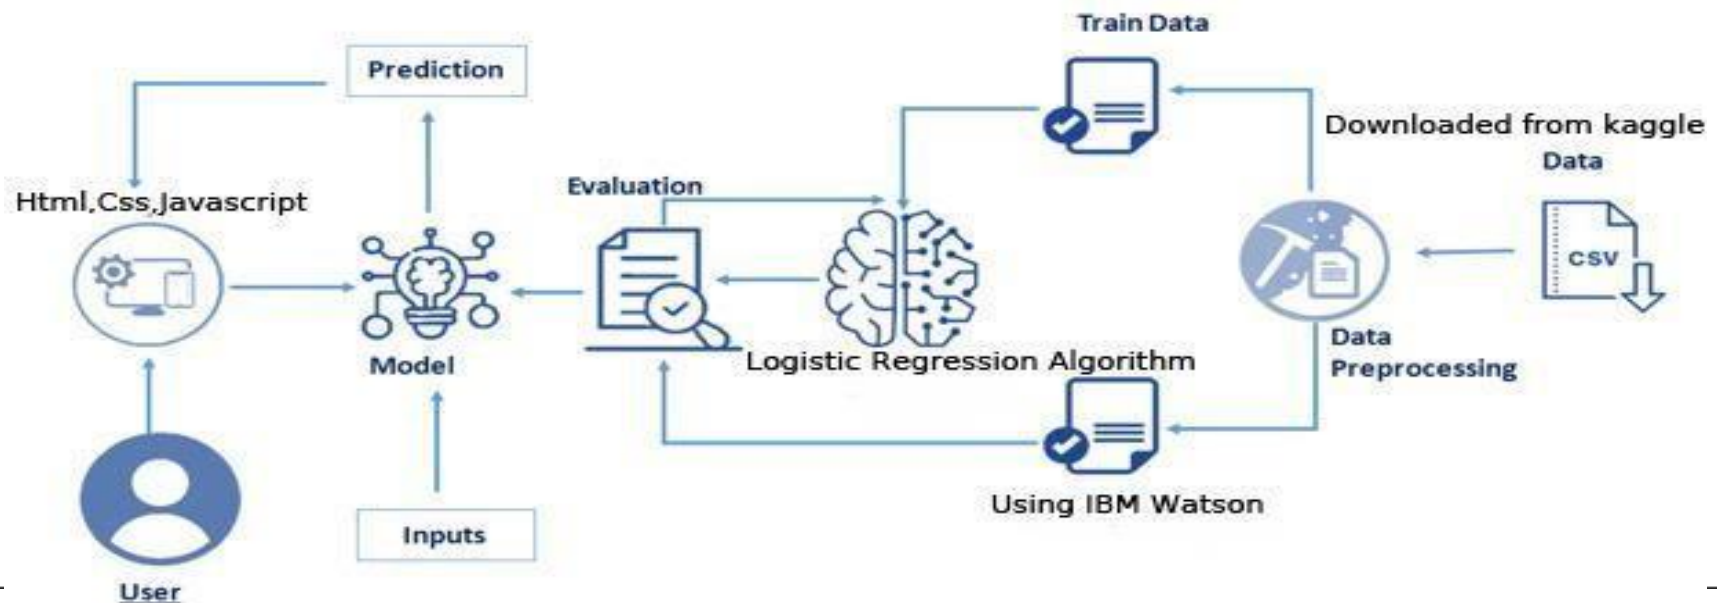 Train Data
Prediction
Downloaded from kaggle
Data
Evaluation
Html,Css,Javascript
CSV
Data
Preprocessing
Logistic Regression Algorithm
Model
Using IBM Watson
Inputs
User